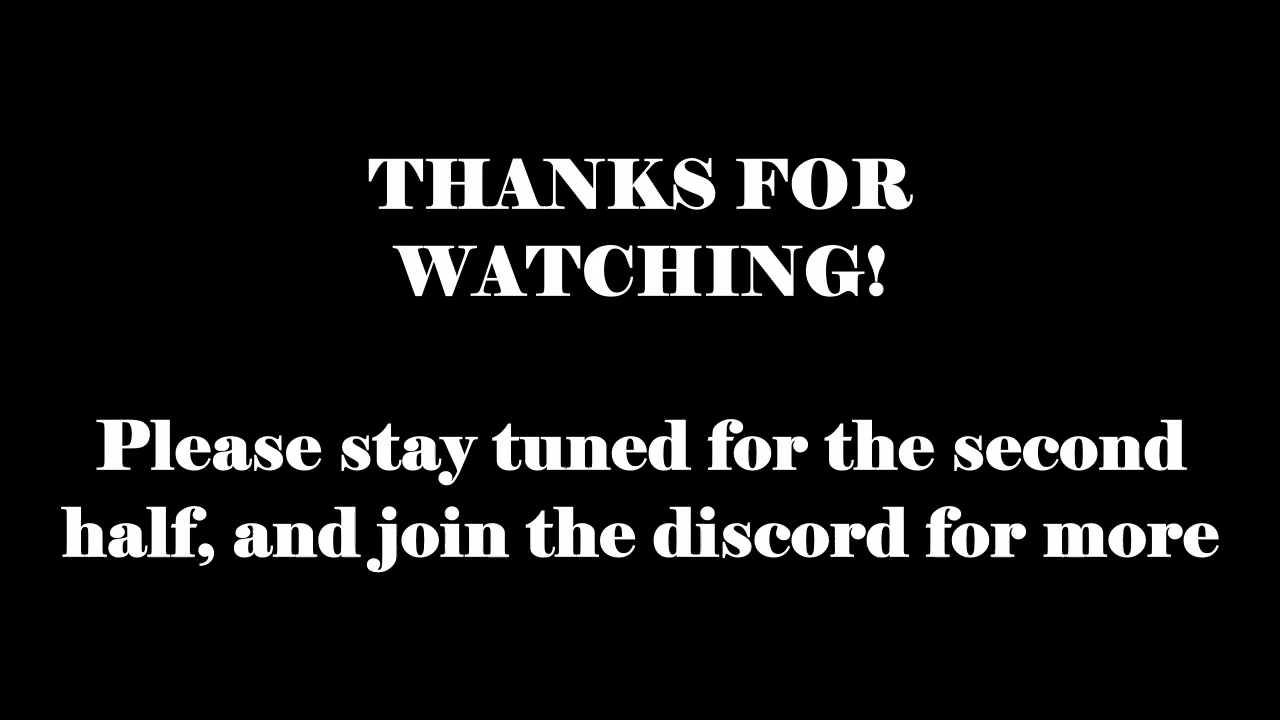 THANKS FOR
WATCHING!
Please stay tuned for the second
half, and join the discord for more